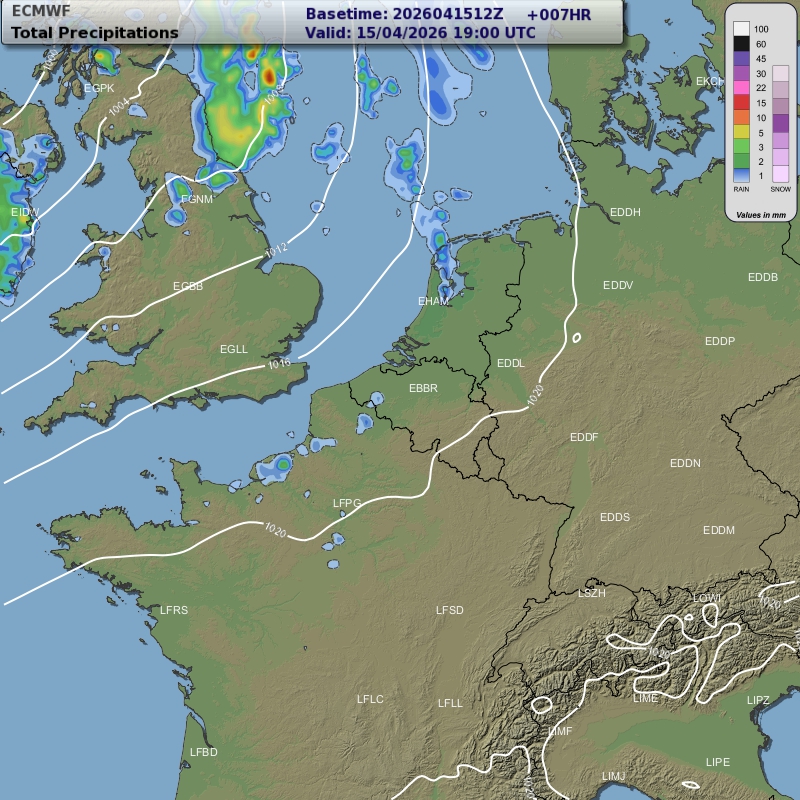 ECMWF
Basetime: 2026041512Z +007HR
Total Precipitations
Valid: 15/04/2026 19:00 UTC
100
60
45
30
22
15
10
5
3
2
1
RAIN
SNOW
Values in mm
EGPK
1004
EKCH
EIDW
EGNM
EDDH
1012
EGBB
EHAM
EDDV
EDDB
EGLL
EDDP
1016
EDDL
EBBR
1020
EDDF
EDDN
LFPG
EDDS
EDDM
1020
LSZH
LOWI
1020
LFRS
LFSD
LFLC
LFLL
LIME
LIPZ
LIMF
LFBD
LIPE
LIMJ
1020